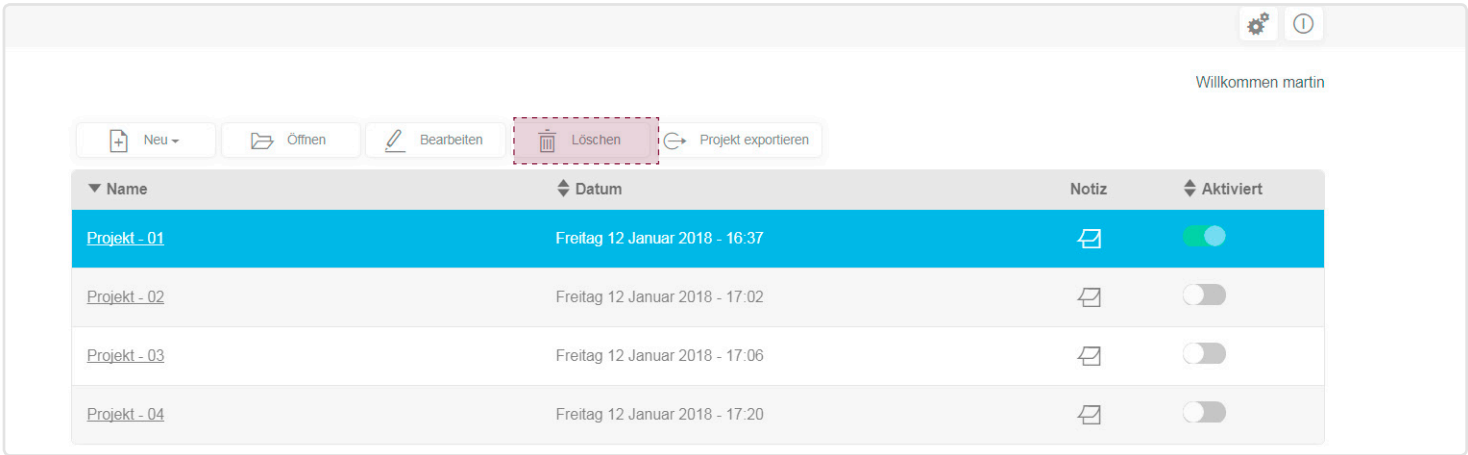 Willkommen martin
Neu Öffnen Bearbeiten Löschen Projekt exportieren
Name Datum Notiz Aktiviert
Projekt - 01 Freitag 12 Januar 2018 - 16:37
Projekt - 02 Freitag 12 Januar 2018 - 17:02
Projekt - 03 Freitag 12 Januar 2018 - 17:06
Projekt - 04 Freitag 12 Januar 2018 - 17:20